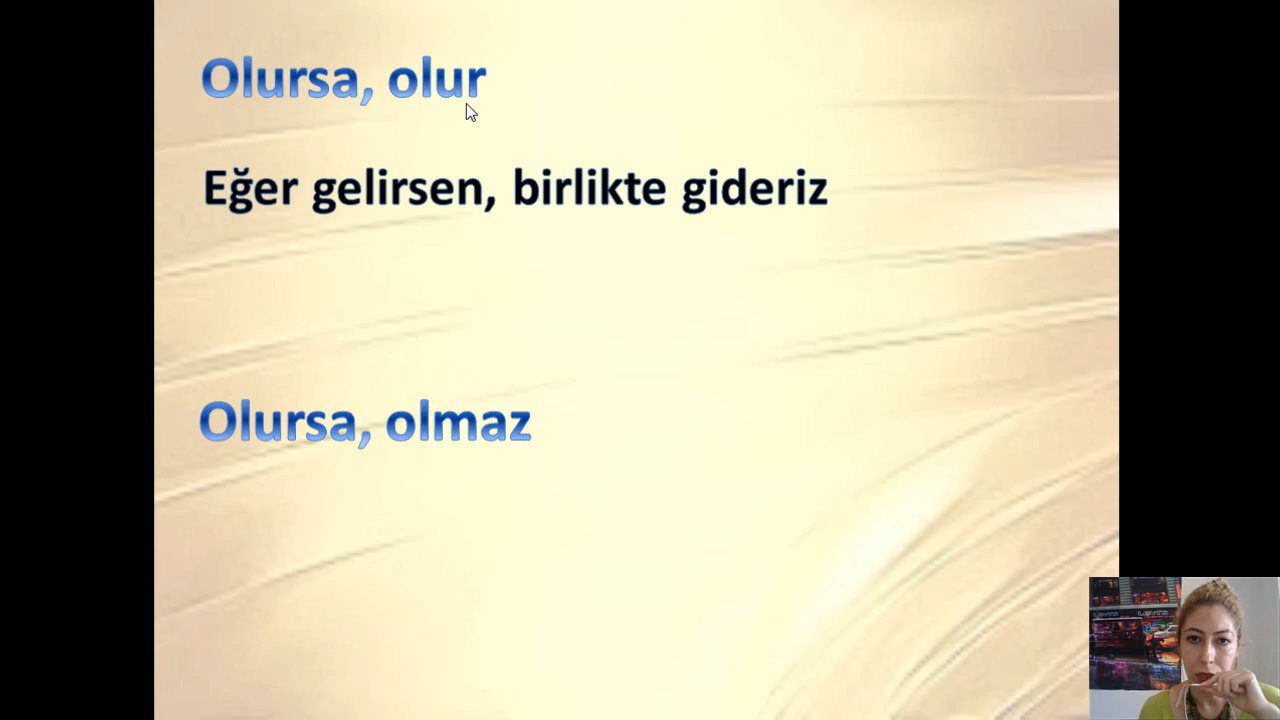 Olursa, olur
Eğer gelirsen, birlikte gideriz
Olursa, olmaz